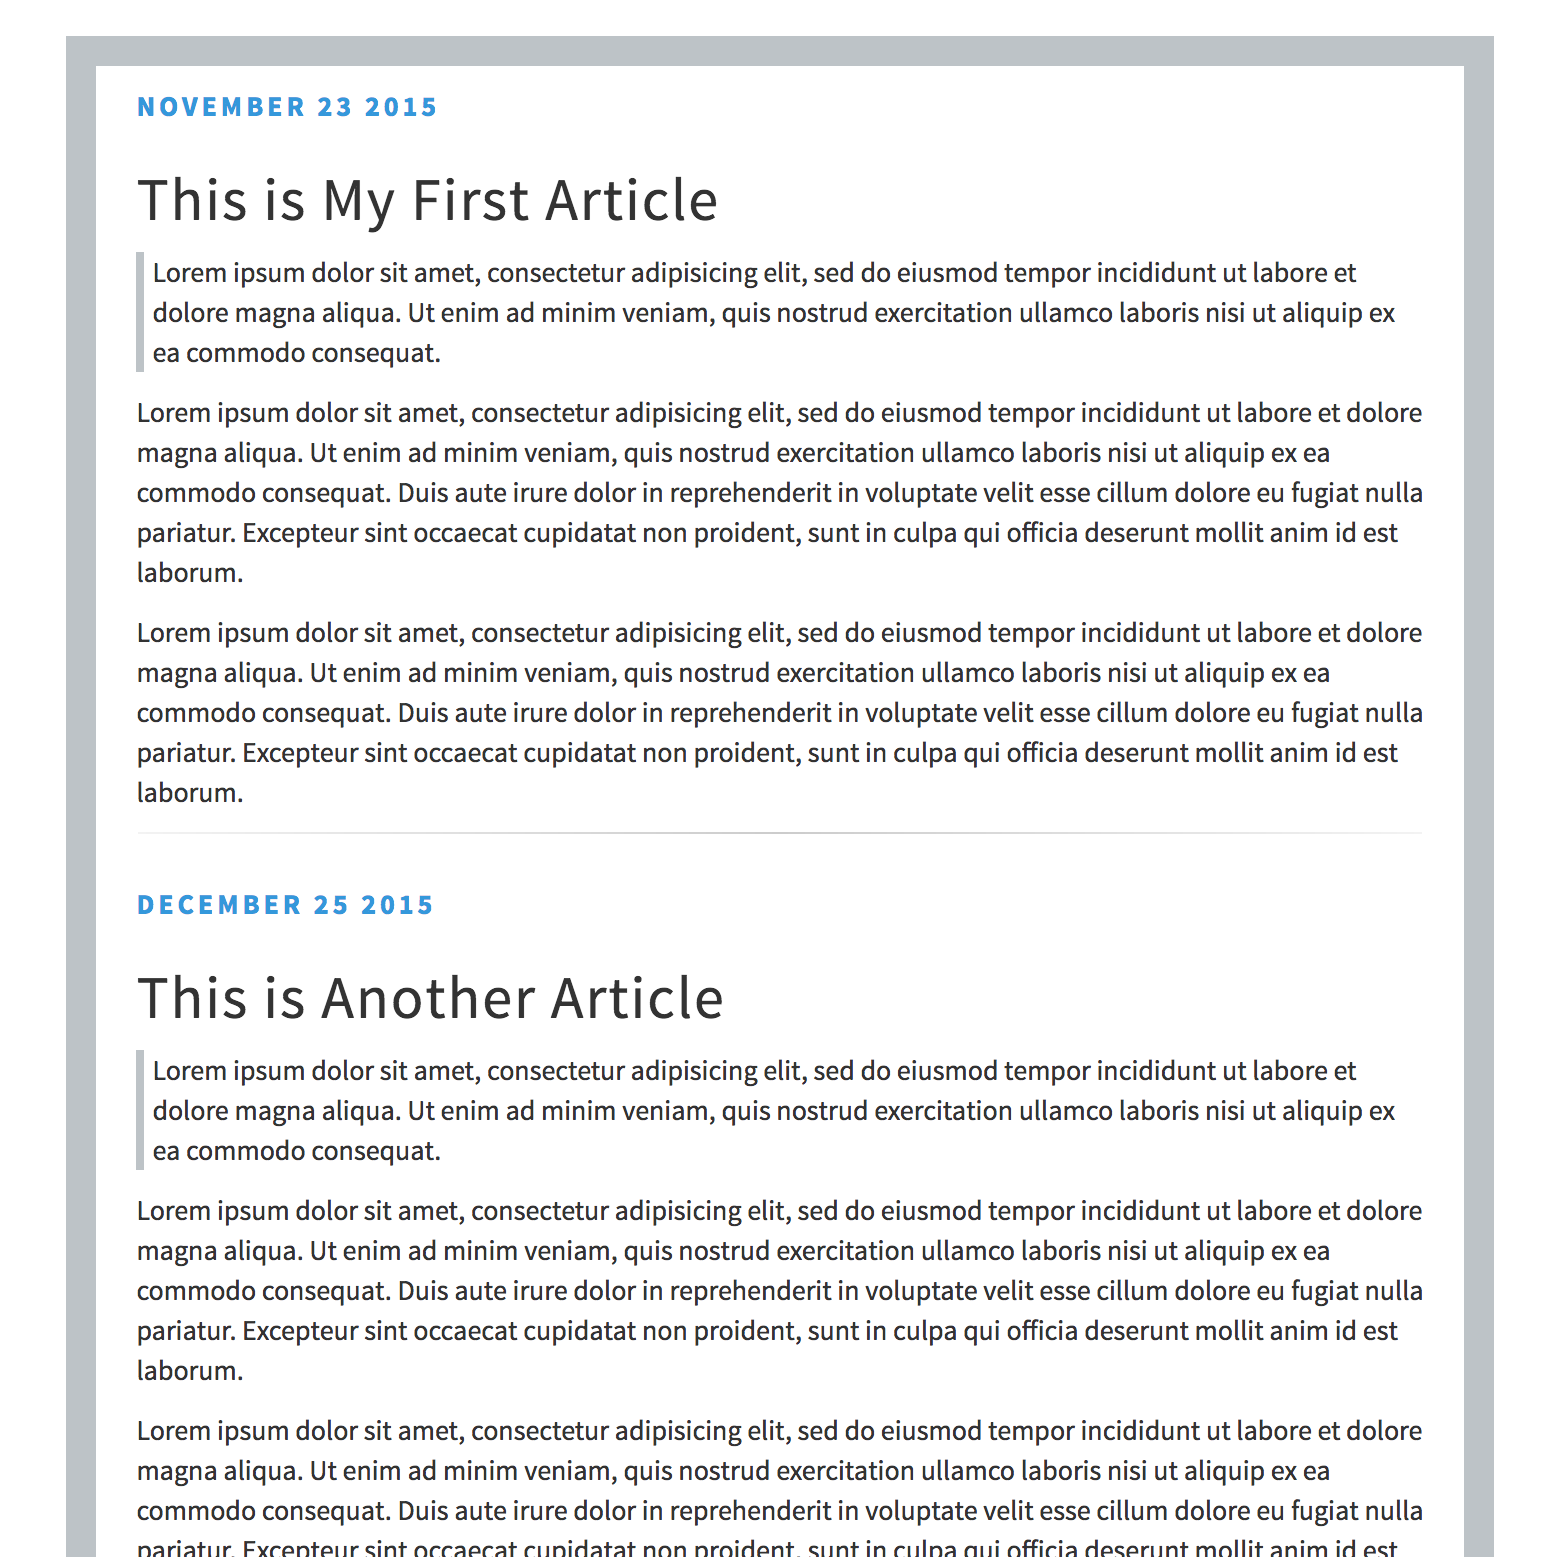 NOVEMBER 23 2015
This is My First Article
Lorem ipsum dolor sit amet, consectetur adipisicing elit, sed do eiusmod tempor incididunt ut labore et
dolore magna aliqua. Ut enim ad minim veniam, quis nostrud exercitation ullamco laboris nisi ut aliquip ex
ea commodo consequat.
Lorem ipsum dolor sit amet, consectetur adipisicing elit, sed do eiusmod tempor incididunt ut labore et dolore
magna aliqua. Ut enim ad minim veniam, quis nostrud exercitation ullamco laboris nisi ut aliquip ex ea
commodo consequat. Duis aute irure dolor in reprehenderit in voluptate velit esse cillum dolore eu fugiat nulla
pariatur. Excepteur sint occaecat cupidatat non proident, sunt in culpa qui officia deserunt mollit anim id est
laborum.
Lorem ipsum dolor sit amet, consectetur adipisicing elit, sed do eiusmod tempor incididunt ut labore et dolore
magna aliqua. Ut enim ad minim veniam, quis nostrud exercitation ullamco laboris nisi ut aliquip ex ea
commodo consequat. Duis aute irure dolor in reprehenderit in voluptate velit esse cillum dolore eu fugiat nulla
pariatur. Excepteur sint occaecat cupidatat non proident, sunt in culpa qui officia deserunt mollit anim id est
laborum.
DECEMBER 25 2015
This is Another Article
Lorem ipsum dolor sit amet, consectetur adipisicing elit, sed do eiusmod tempor incididunt ut labore et
dolore magna aliqua. Ut enim ad minim veniam, quis nostrud exercitation ullamco laboris nisi ut aliquip ex
ea commodo consequat.
Lorem ipsum dolor sit amet, consectetur adipisicing elit, sed do eiusmod tempor incididunt ut labore et dolore
magna aliqua. Ut enim ad minim veniam, quis nostrud exercitation ullamco laboris nisi ut aliquip ex ea
commodo consequat. Duis aute irure dolor in reprehenderit in voluptate velit esse cillum dolore eu fugiat nulla
pariatur. Excepteur sint occaecat cupidatat non proident, sunt in culpa qui officia deserunt mollit anim id est
laborum.
Lorem ipsum dolor sit amet, consectetur adipisicing elit, sed do eiusmod tempor incididunt ut labore et dolore
magna aliqua. Ut enim ad minim veniam, quis nostrud exercitation ullamco laboris nisi ut aliquip ex ea
commodo consequat. Duis aute irure dolor in reprehenderit in voluptate velit esse cillum dolore eu fugiat nulla
pariatur. Excepteur sint occaecat cupidatat non proident, sunt in culpa qui officia deserunt mollit anim id est